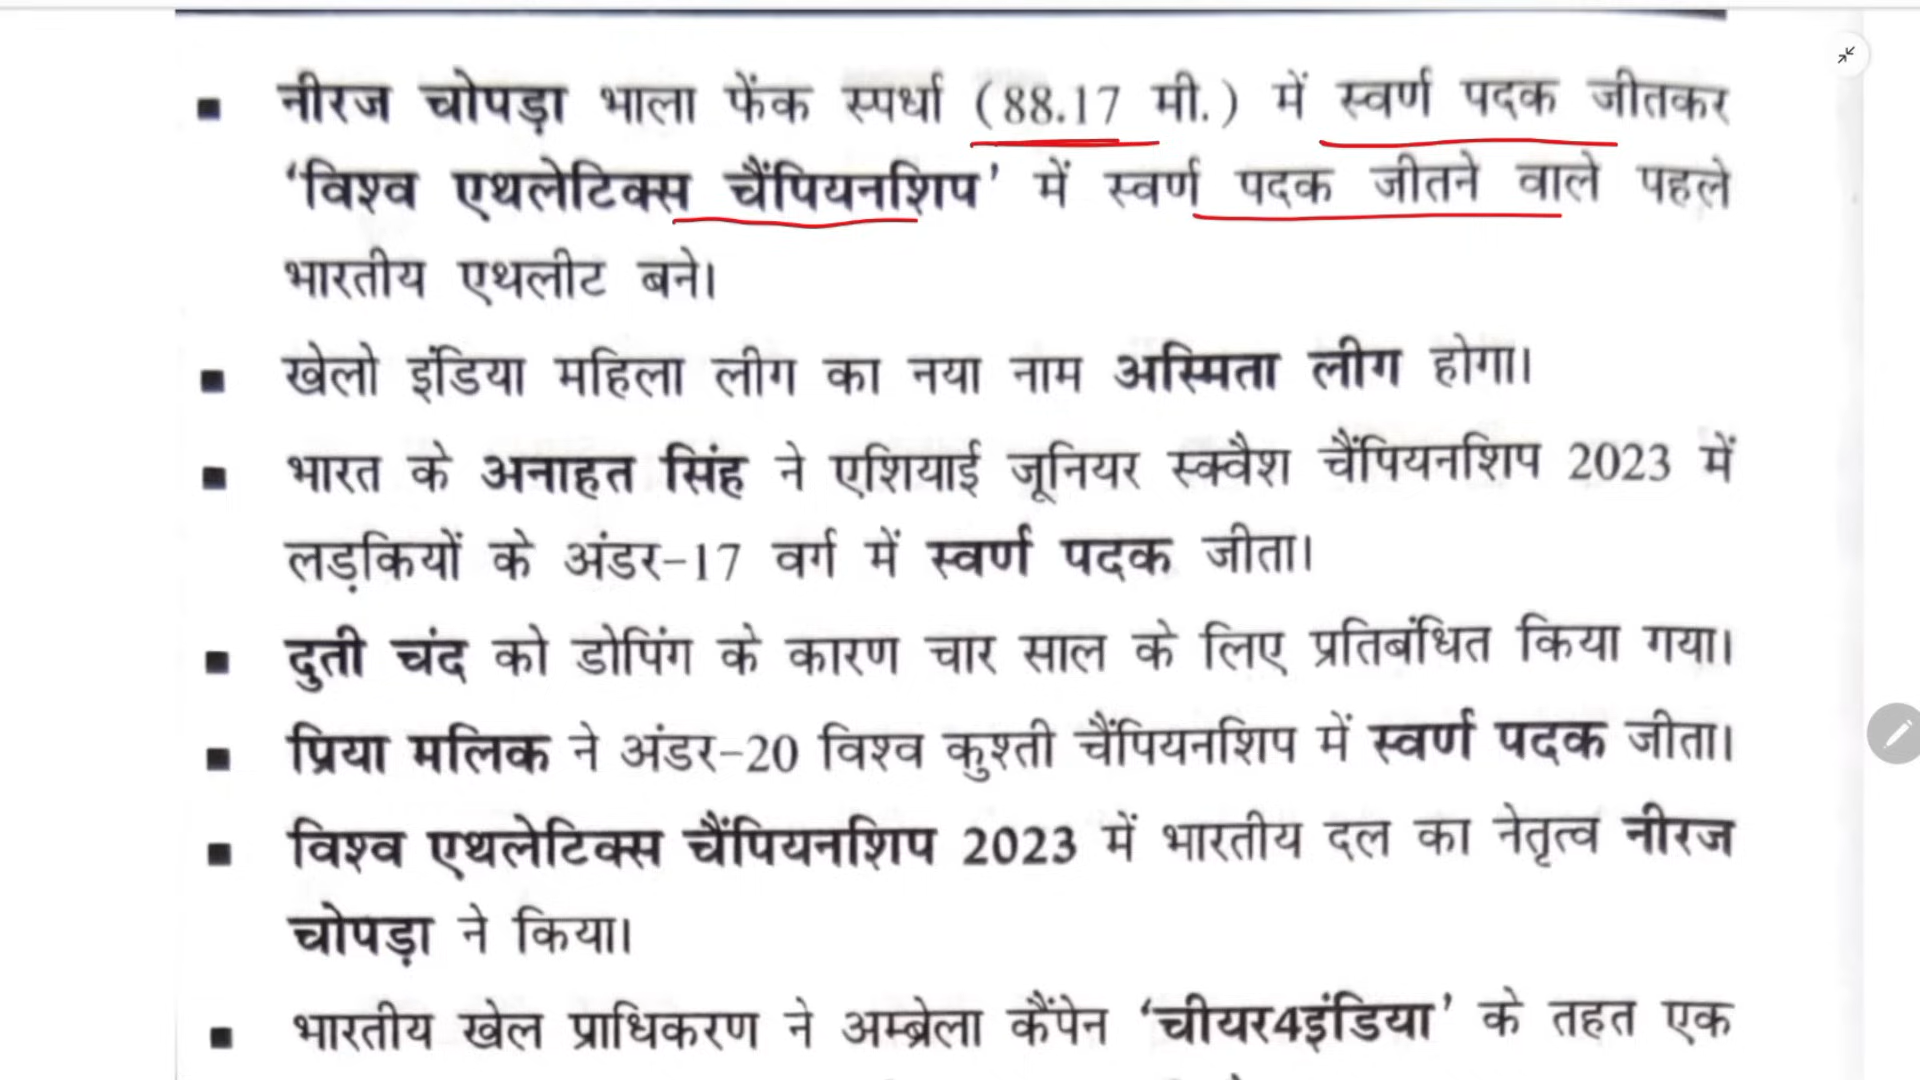 नीरज चोपड़ा भाला फेंक स्पर्धा (88.17 मी.) में स्वर्ण पदक जीतकर
‘विश्व एथलेटिक्स चैंपियनशिप’ में स्वर्ण पदक जीतने वाले पहले
भारतीय एथलीट बने।
खेलो इंडिया महिला लीग का नया नाम अस्मिता लीग होगा।
भारत के अनाहत सिंह ने एशियाई जूनियर स्क्वैश चैंपियनशिप 2023 में
लड़कियों के अंडर-17 वर्ग में स्वर्ण पदक जीता।
दुती चंद को डोपिंग के कारण चार साल के लिए प्रतिबंधित किया गया।
प्रिया मलिक ने अंडर-20 विश्व कुश्ती चैंपियनशिप में स्वर्ण पदक जीता।
विश्व एथलेटिक्स चैंपियनशिप 2023 में भारतीय दल का नेतृत्व नीरज
चोपड़ा ने किया।
भारतीय खेल प्राधिकरण ने अम्ब्रेला कैंपेन ‘चीयर4इंडिया’ के तहत एक